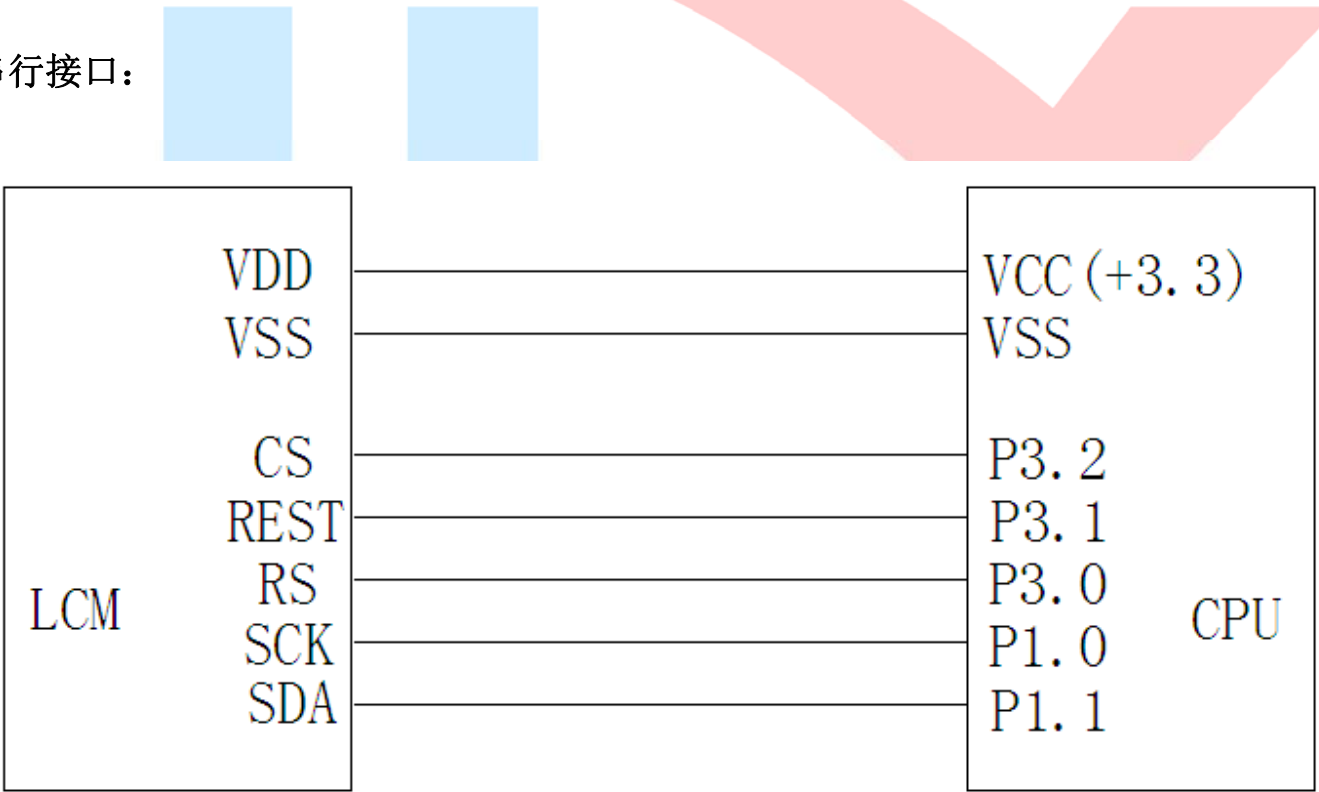 行接口：
VDD VCC(+3.3)
VSS VSS
CS P3.2
REST P3.1
RS P3.0
LCM SCK P1.0 CPU
SDA P1.1